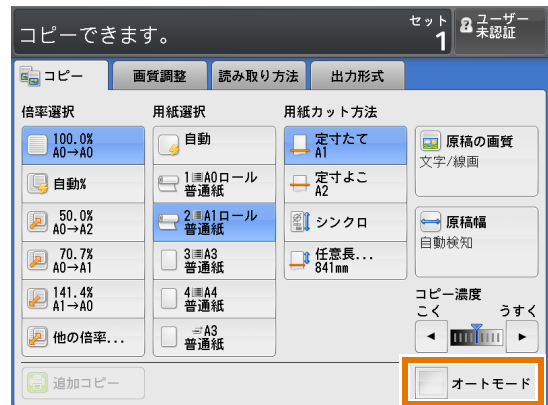 コピーできます。
セット
1
ユーザー
未認証
コピー
画質調整
読み取り方法
出力形式
倍率選択
100.0%
A0→A0
自動%
50.0%
A0→A2
70.7%
A0→A1
141.4%
A1→A0
他の倍率...
用紙選択
自動
1 A0ロール
普通紙
2 A1ロール
普通紙
3 A3
普通紙
4 A4
普通紙
A3
普通紙
用紙カット方法
定寸たて
A1
定寸よこ
A2
シンクロ
任意長...
841mm
原稿の画質
文字/線画
原稿幅
自動検知
コピー濃度
こく うすく
追加コピー
オートモード